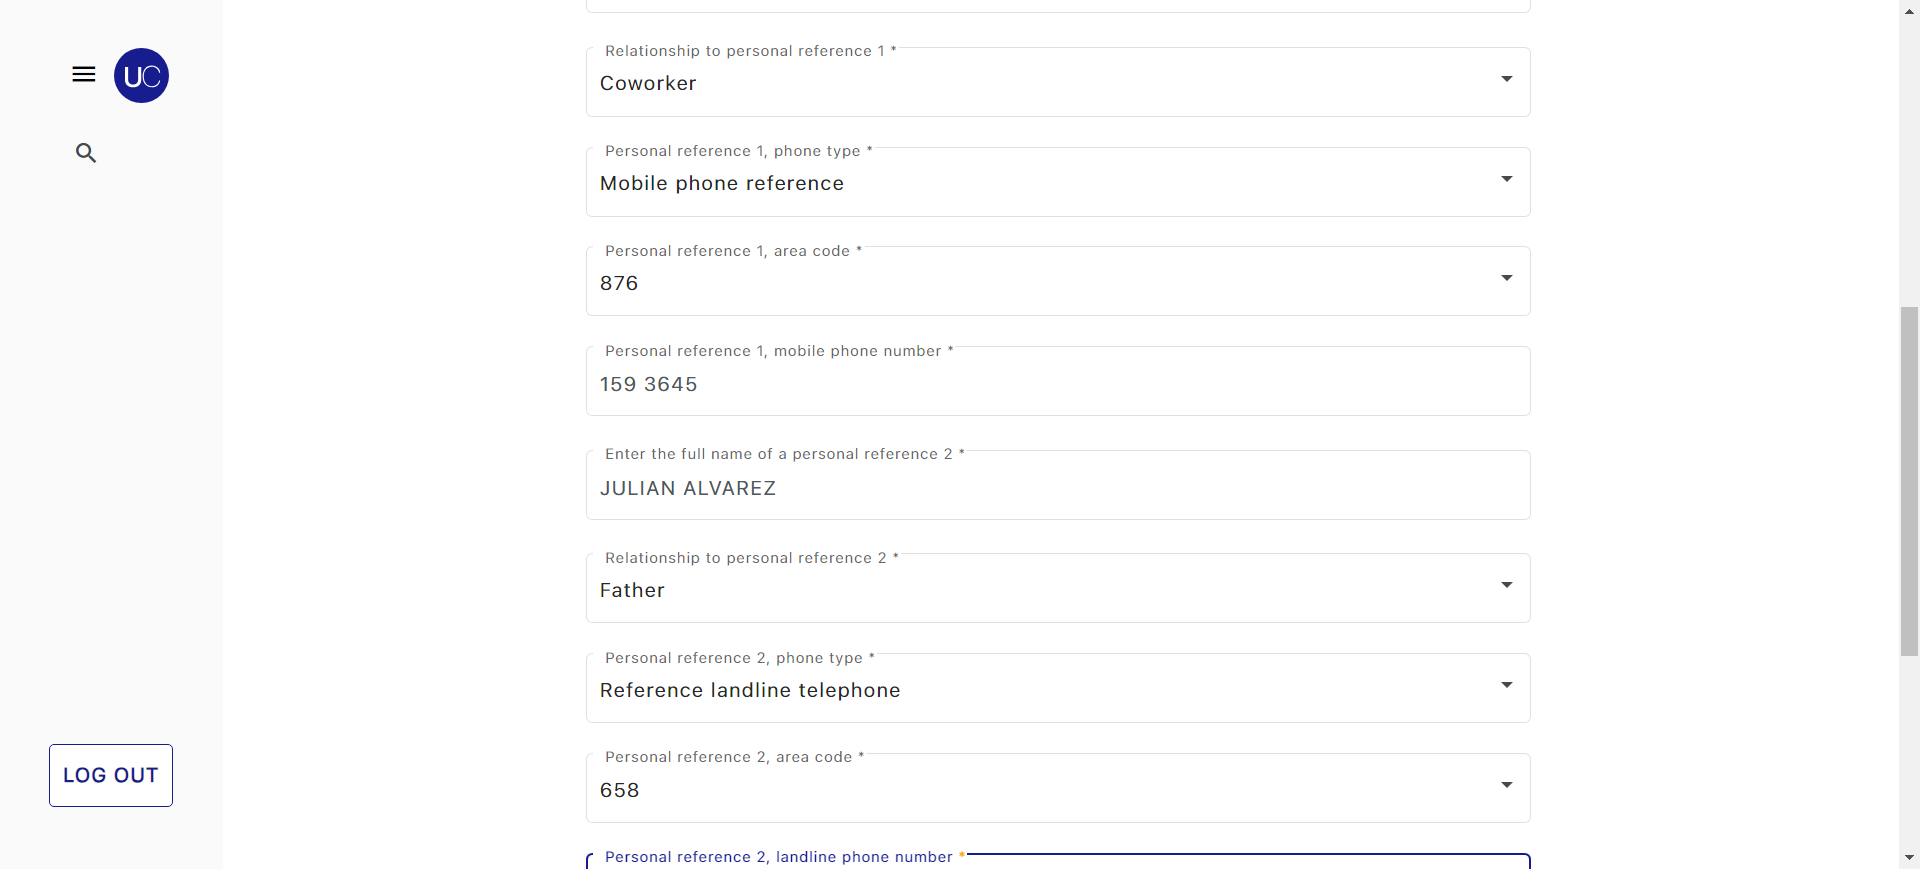 UC
LOG OUT
Relationship to personal reference 1 *
Coworker
Personal reference 1, phone type *
Mobile phone reference
Personal reference 1, area code *
876
Personal reference 1, mobile phone number *
159 3645
Enter the full name of a personal reference 2 *
JULIAN ALVAREZ
Relationship to personal reference 2 *
Father
Personal reference 2, phone type *
Reference landline telephone
Personal reference 2, area code *
658
Personal reference 2, landline phone number *